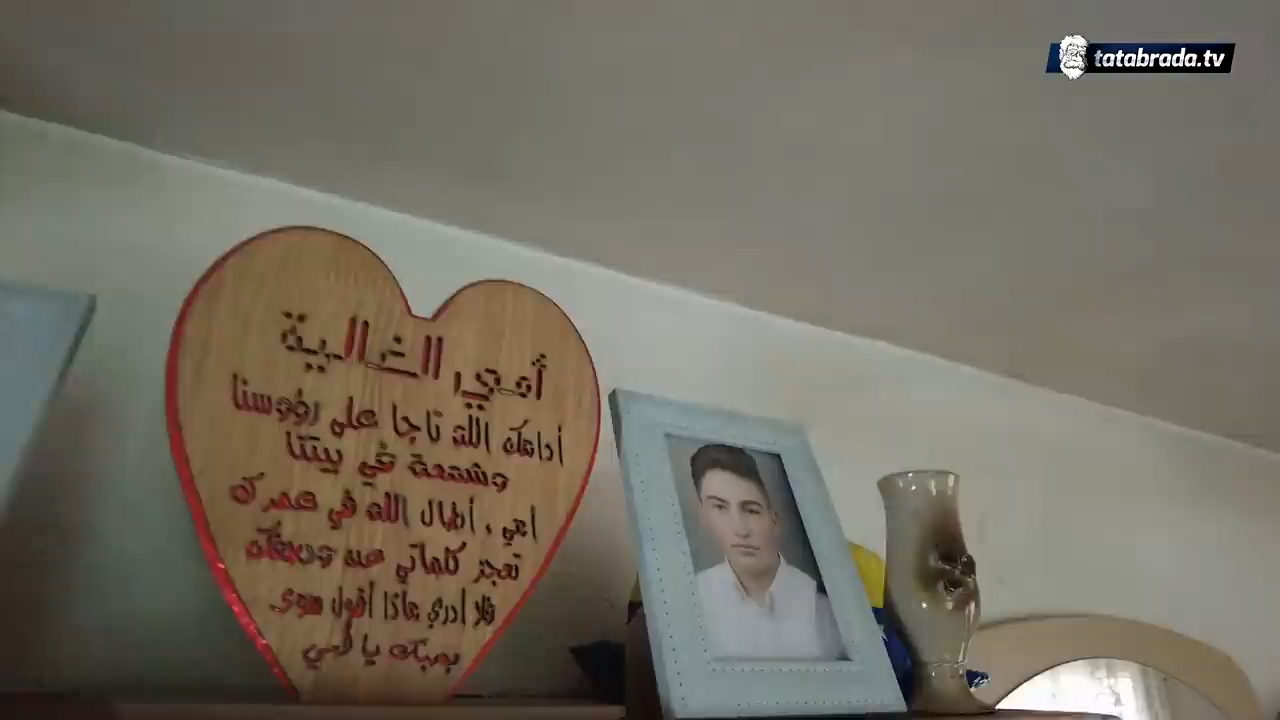 أمي الغالية
أدامك الله تاجا على رؤوسنا
وشمعة في بيتنا
أمي، أطال الله في عمرك
تعجز كلماتي عن وصفك
فلا أدري ماذا أقول سوى
بحبك يا أمي
tatabrada.tv